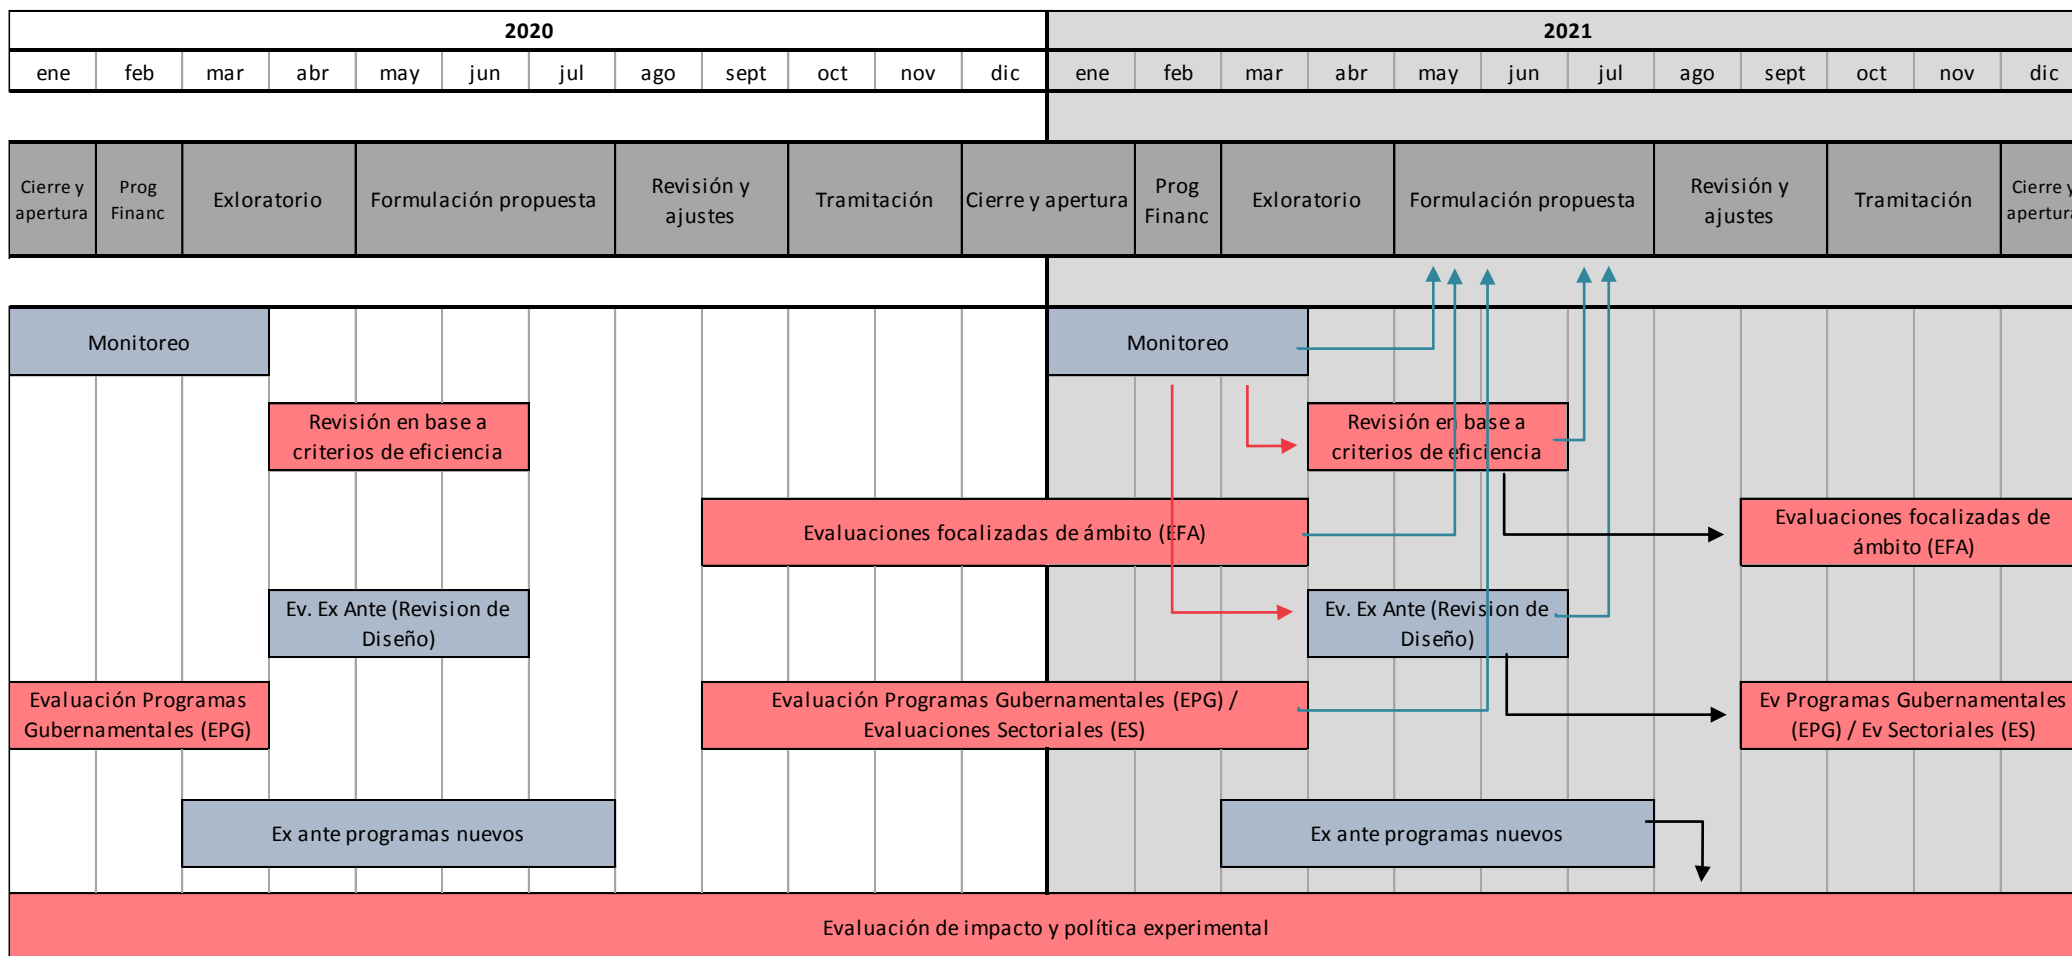 2020 2021
ene feb mar abr may jun jul ago sept oct nov dic ene feb mar abr may jun jul ago sept oct nov dic
Cierre y
apertura
Prog
Financ
Exloratorio
Formulación propuesta
Revisión y
ajustes
Tramitación
Cierre y apertura
Prog
Financ
Exloratorio
Formulación propuesta
Revisión y
ajustes
Tramitación
Cierre y
apertura
Monitoreo
Monitoreo
Revisión en base a
criterios de eficiencia
Revisión en base a
criterios de eficiencia
Evaluaciones focalizadas de ámbito (EFA)
Evaluaciones focalizadas de
ámbito (EFA)
Ev. Ex Ante (Revision de
Diseño)
Ev. Ex Ante (Revision de
Diseño)
Evaluación Programas
Gubernamentales (EPG)
Evaluación Programas Gubernamentales (EPG) /
Evaluaciones Sectoriales (ES)
Ev Programas Gubernamentales
(EPG) / Ev Sectoriales (ES)
Ex ante programas nuevos
Ex ante programas nuevos
Evaluación de impacto y política experimental